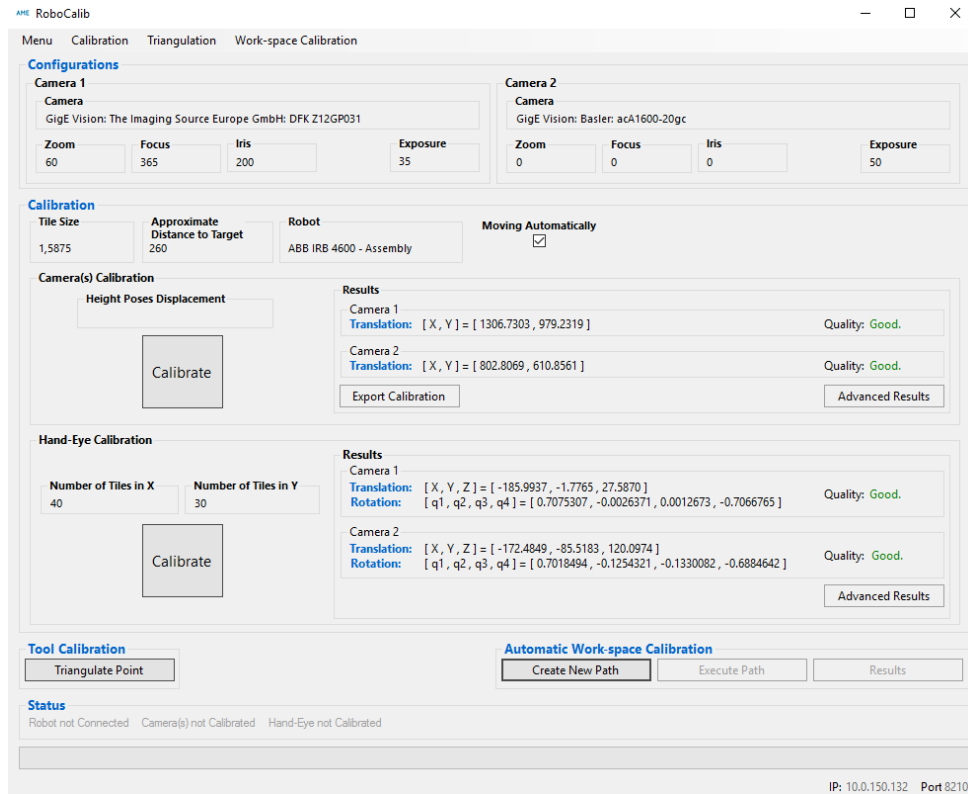 AME RoboCalib
Menu Calibration Triangulation Work-space Calibration
Configurations
Camera 1
Camera
GigE Vision: The Imaging Source Europe GmbH: DFK Z12GP031
Zoom Focus Iris Exposure
60 365 200 35
Camera 2
Camera
GigE Vision: Basler: acA1600-20gc
Zoom Focus Iris Exposure
0 0 0 50
Calibration
Tile Size
1,5875
Approximate
Distance to Target
260
Robot
ABB IRB 4600 - Assembly
Moving Automatically
Camera(s) Calibration
Height Poses Displacement
Calibrate
Results
Camera 1
Translation: [ X , Y ] = [ 1306.7303 , 979.2319 ] Quality: Good.
Camera 2
Translation: [ X , Y ] = [ 802.8069 , 610.8561 ] Quality: Good.
Export Calibration Advanced Results
Hand-Eye Calibration
Number of Tiles in X Number of Tiles in Y
40 30
Calibrate
Results
Camera 1
Translation: [ X , Y , Z ] = [ -185.9937 , -1.7765 , 27.5870 ]
Rotation: [ q1 , q2 , q3 , q4 ] = [ 0.7075307 , -0.0026371 , 0.0012673 , -0.7066765 ]
Quality: Good.
Camera 2
Translation: [ X , Y , Z ] = [ -172.4849 , -85.5183 , 120.0974 ]
Rotation: [ q1 , q2 , q3 , q4 ] = [ 0.7018494 , -0.1254321 , -0.1330082 , -0.6884642 ]
Quality: Good.
Advanced Results
Tool Calibration
Triangulate Point
Automatic Work-space Calibration
Create New Path Execute Path Results
Status
Robot not Connected Camera(s) not Calibrated Hand-Eye not Calibrated
IP: 10.0.150.132 Port 8210